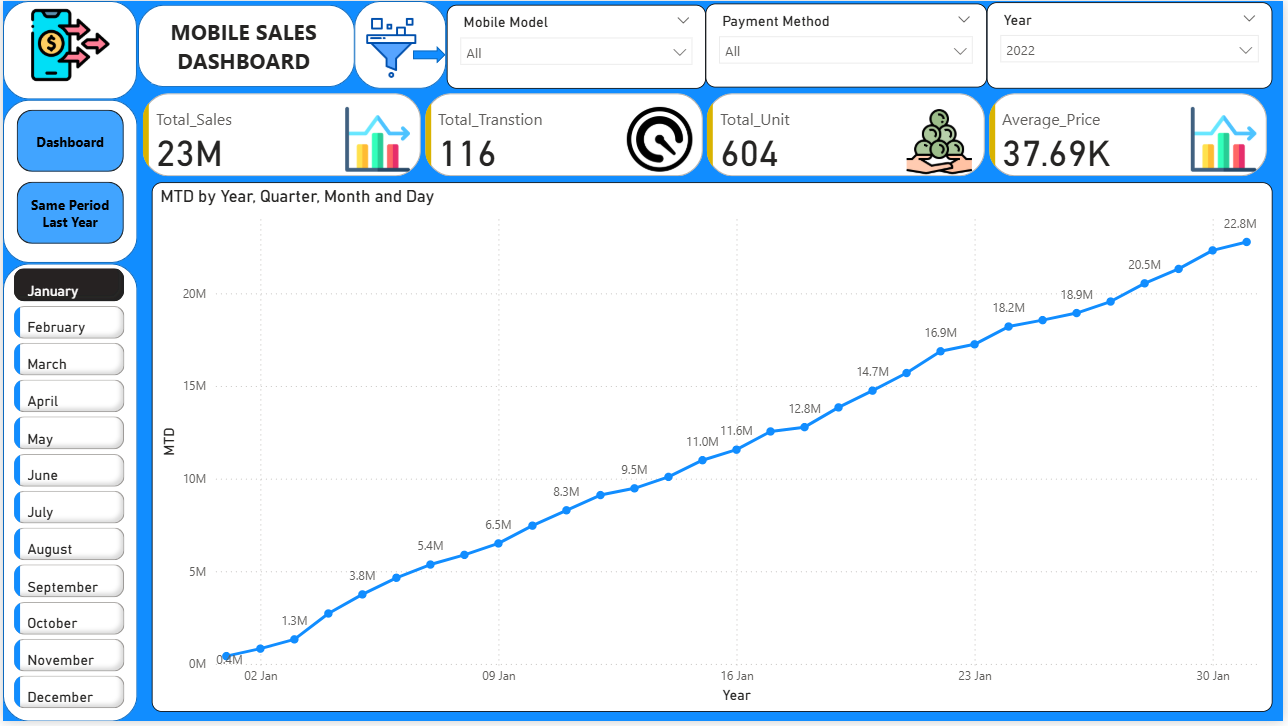 MOBILE SALES
DASHBOARD
Mobile Model
All
Payment Method
All
Year
2022
Dashboard
Same Period
Last Year
Total_Sales
23M
Total_Transtion
116
Total_Unit
604
Average_Price
37.69K
January
February
March
April
May
June
July
August
September
October
November
December
MTD by Year, Quarter, Month and Day
MTD
20M
15M
10M
5M
0M
0.4M
1.3M
3.8M
5.4M
6.5M
8.3M
9.5M
11.0M
11.6M
12.8M
14.7M
16.9M
18.2M
18.9M
20.5M
22.8M
02 Jan
09 Jan
16 Jan
23 Jan
30 Jan
Year